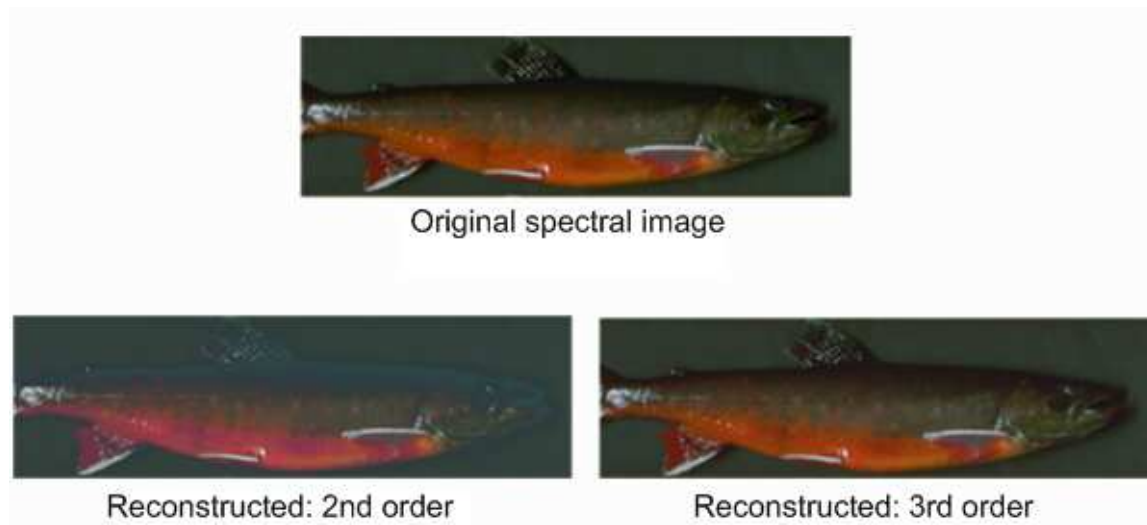 Original spectral image
Reconstructed: 2nd order
Reconstructed: 3rd order